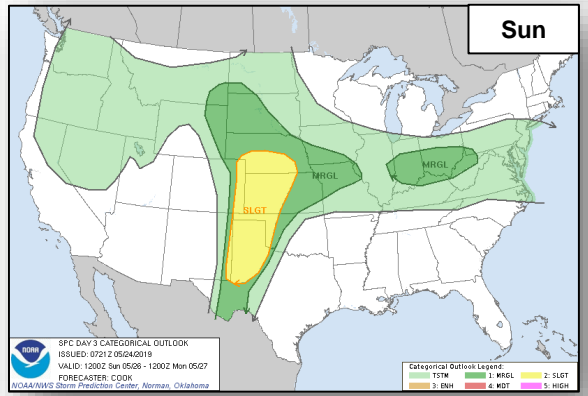 Sun
MRGL
MRGL
SLGT
NOAA
SPC DAY 3 CATEGORICAL OUTLOOK
ISSUED: 0721Z 05/24/2019
VALID: 1200Z Sun 05/26 - 1200Z Mon 05/27
FORECASTER: COOK
NOAA/NWS Storm Prediction Center, Norman, Oklahoma
Categorical Outlook Legend:
TSTM 1: MRGL 2: SLGT
3: ENH 4: MDT 5: HIGH